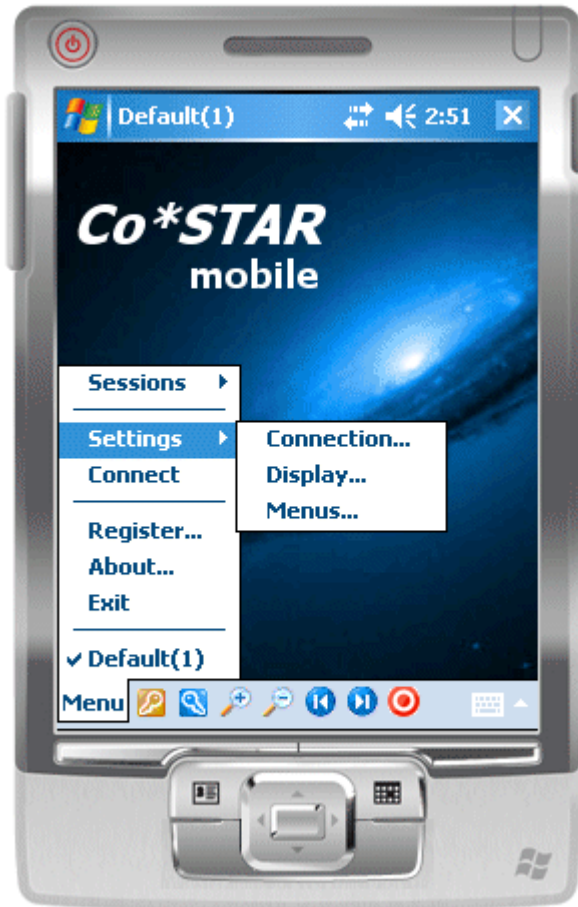 Default(1) 2:51
Co*STAR
mobile
Sessions
Settings
Connect
Register...
About...
Exit
Default(1)
Connection...
Display...
Menus...
Menu